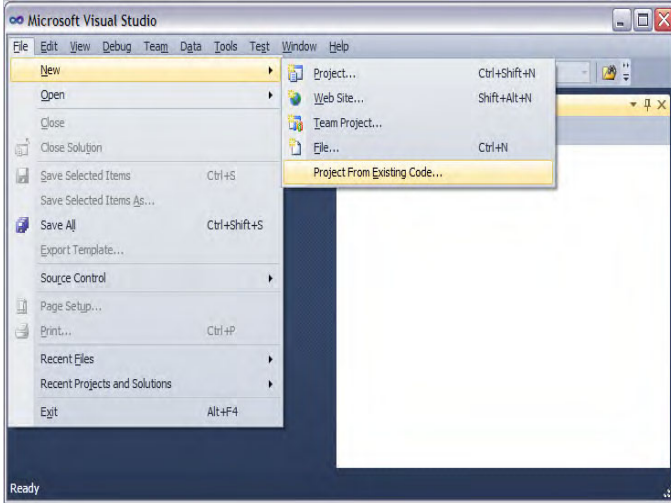 Microsoft Visual Studio
File Edit View Debug Team Data Tools Test Window Help
New
Open
Close
Close Solution
Save Selected Items Ctrl+S
Save Selected Items As...
Save All Ctrl+Shift+S
Export Template...
Source Control
Page Setup...
Print... Ctrl+P
Recent Files
Recent Projects and Solutions
Exit Alt+F4
Project... Ctrl+Shift+N
Web Site... Shift+Alt+N
Team Project...
File... Ctrl+N
Project From Existing Code...
Ready